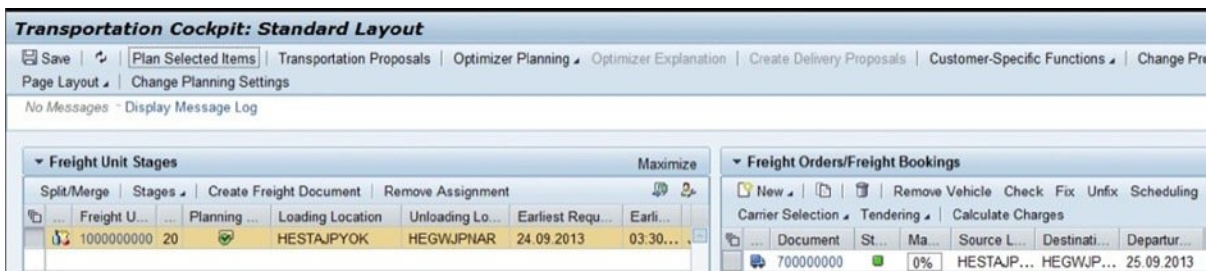 Transportation Cockpit: Standard Layout
Save | Plan Selected Items | Transportation Proposals | Optimizer Planning Optimizer Explanation | Create Delivery Proposals | Customer-Specific Functions | Change Pre
Page Layout | Change Planning Settings
No Messages - Display Message Log
Freight Unit Stages Maximize
Split/Merge | Stages | Create Freight Document | Remove Assignment
... Freight U... ... Planning ... Loading Location Unloading Lo... Earliest Requ... Earli...
1000000000 20 HESTAJPYOK HEGWJPNAR 24.09.2013 03:30...
Freight Orders/Freight Bookings
New | Remove Vehicle Check Fix Unfix Scheduling
Carrier Selection Tendering | Calculate Charges
... Document St... Ma... Source L... Destinati... Departur...
700000000 0% HESTAJP... HEGWJP... 25.09.2013